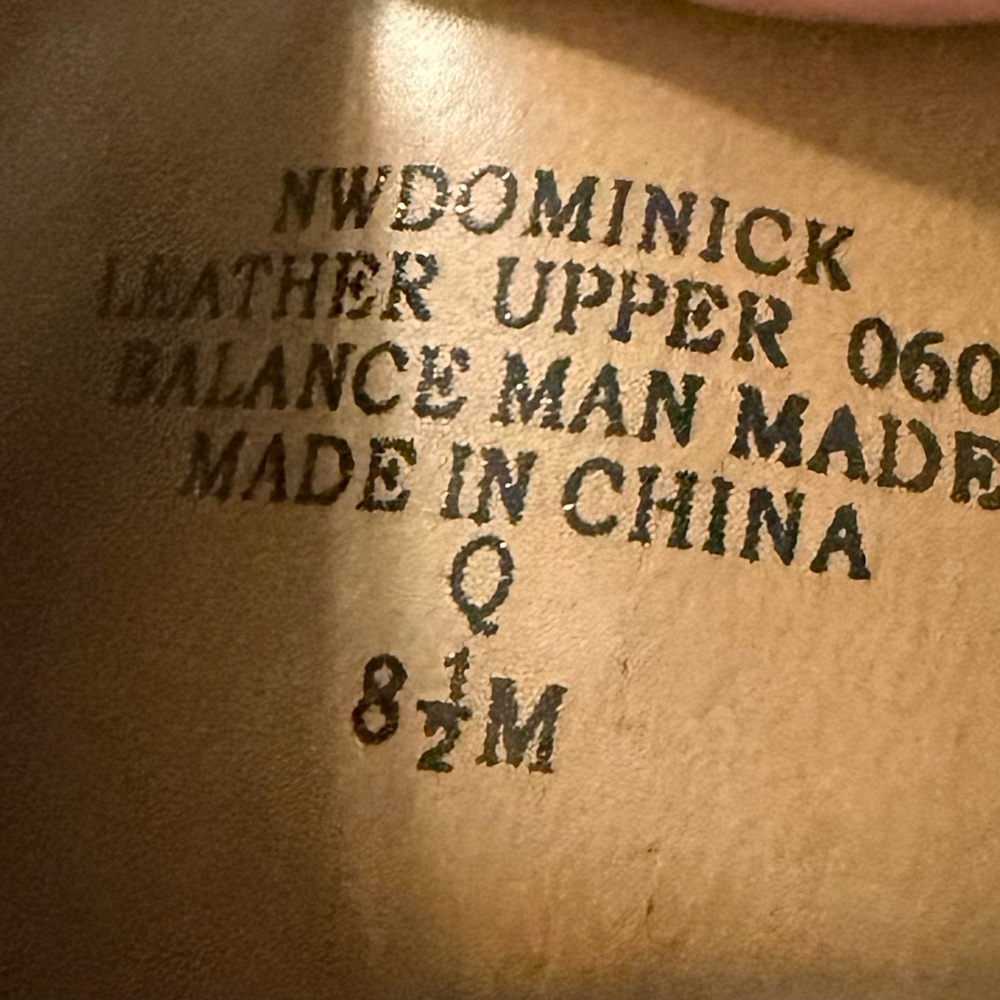 NWDOMINICK
LEATHER UPPER 060
BALANCE MAN MADE
MADE IN CHINA
Q
8½M